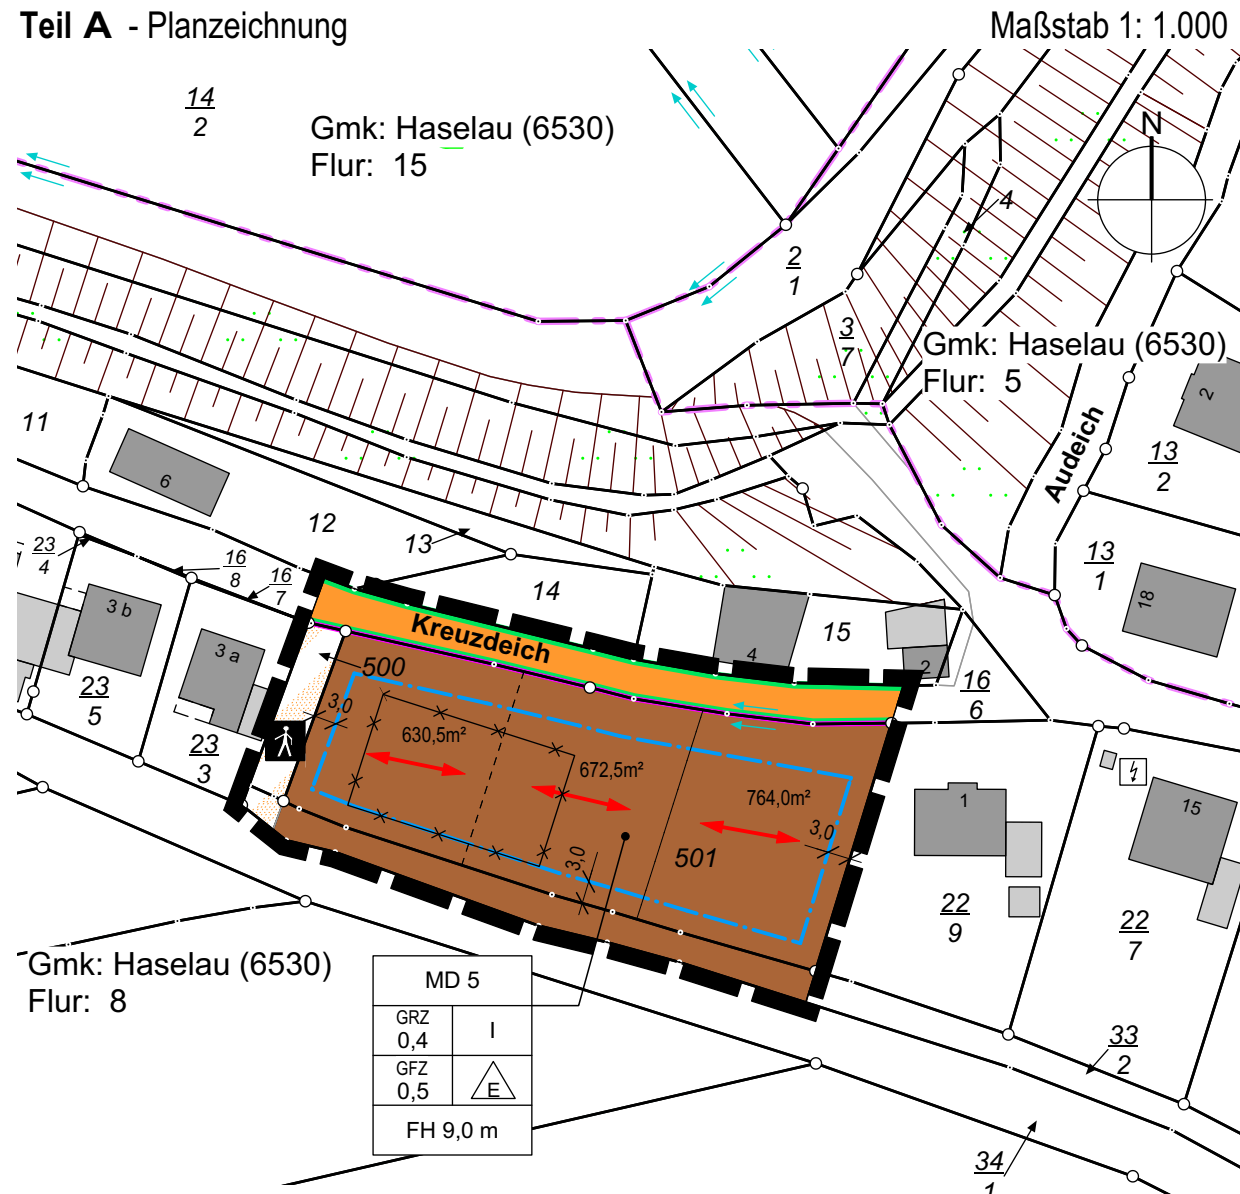 Teil A - Planzeichnung
Maßstab 1: 1.000
14
2
Gmk: Haselau (6530)
Flur: 15
N
4
2
1
3
7
Gmk: Haselau (6530)
Flur: 5
2
11
6
Audeich
13
2
12
13
23
4
16
8
16
7
14
13
1
18
3 b
3 a
Kreuzdeich
15
4
2
500
16
6
23
5
3,0
630,5m²
23
3
672,5m²
764,0m²
3,0
1
15
501
3,0
22
9
22
7
Gmk: Haselau (6530)
Flur: 8
MD 5
GRZ
0,4
I
GFZ
0,5
E
FH 9,0 m
33
2
34
1